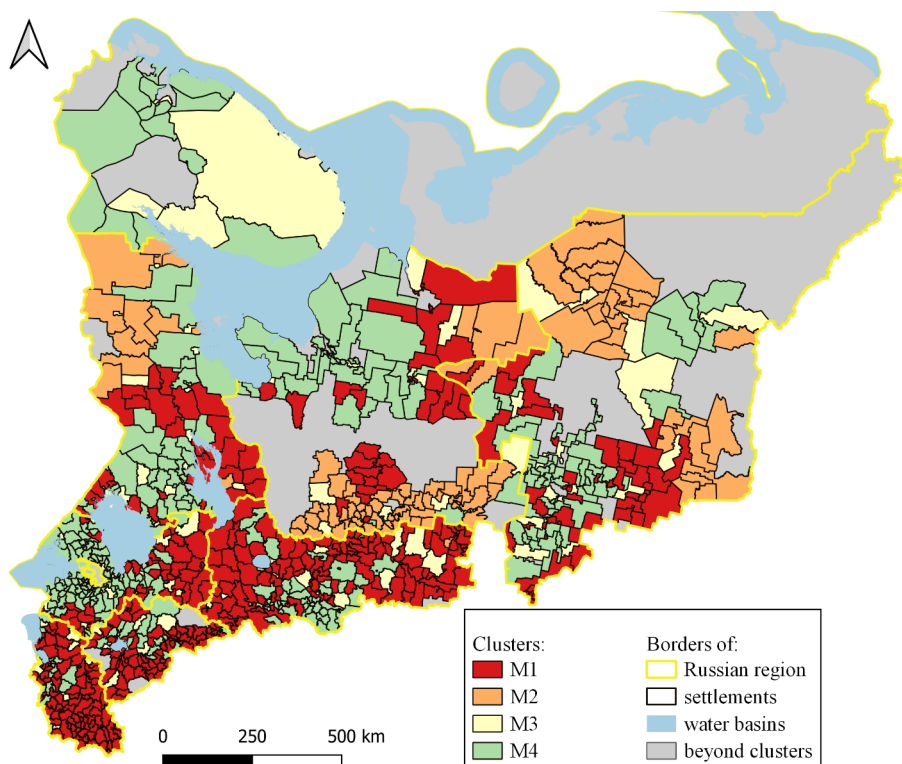 Clusters:
M1
M2
M3
M4
Borders of:
Russian region
settlements
water basins
beyond clusters
0 250 500 km